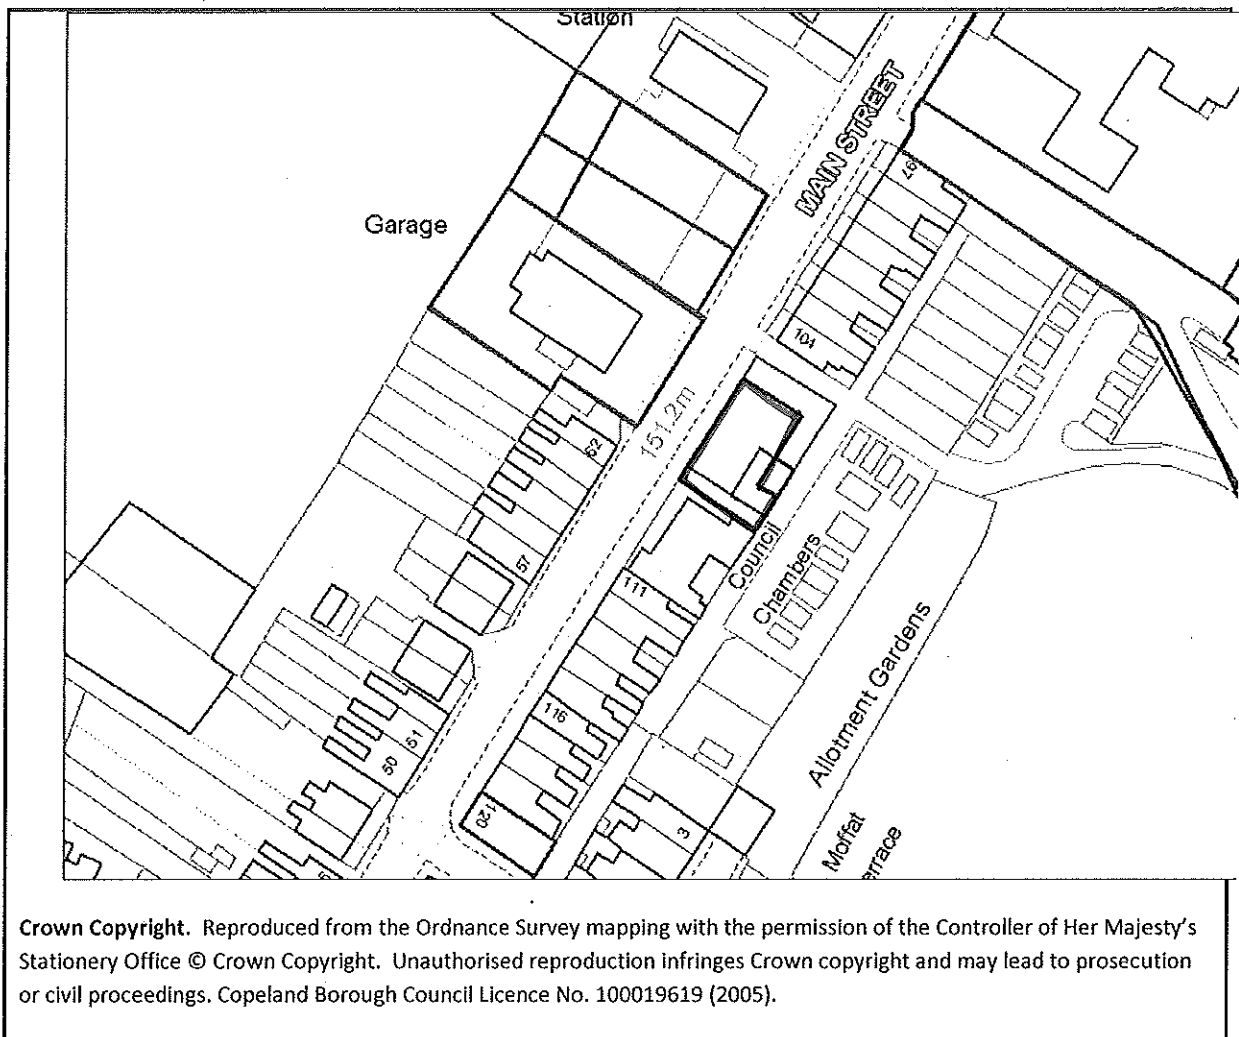 Station
MAIN STREET
97
Garage
104
62
151.2m
57
Council
Chambers
111
Allotment Gardens
116
51
50
120
3
Moffat
errace
Crown Copyright. Reproduced from the Ordnance Survey mapping with the permission of the Controller of Her Majesty's
Stationery Office © Crown Copyright. Unauthorised reproduction infringes Crown copyright and may lead to prosecution
or civil proceedings. Copeland Borough Council Licence No. 100019619 (2005).